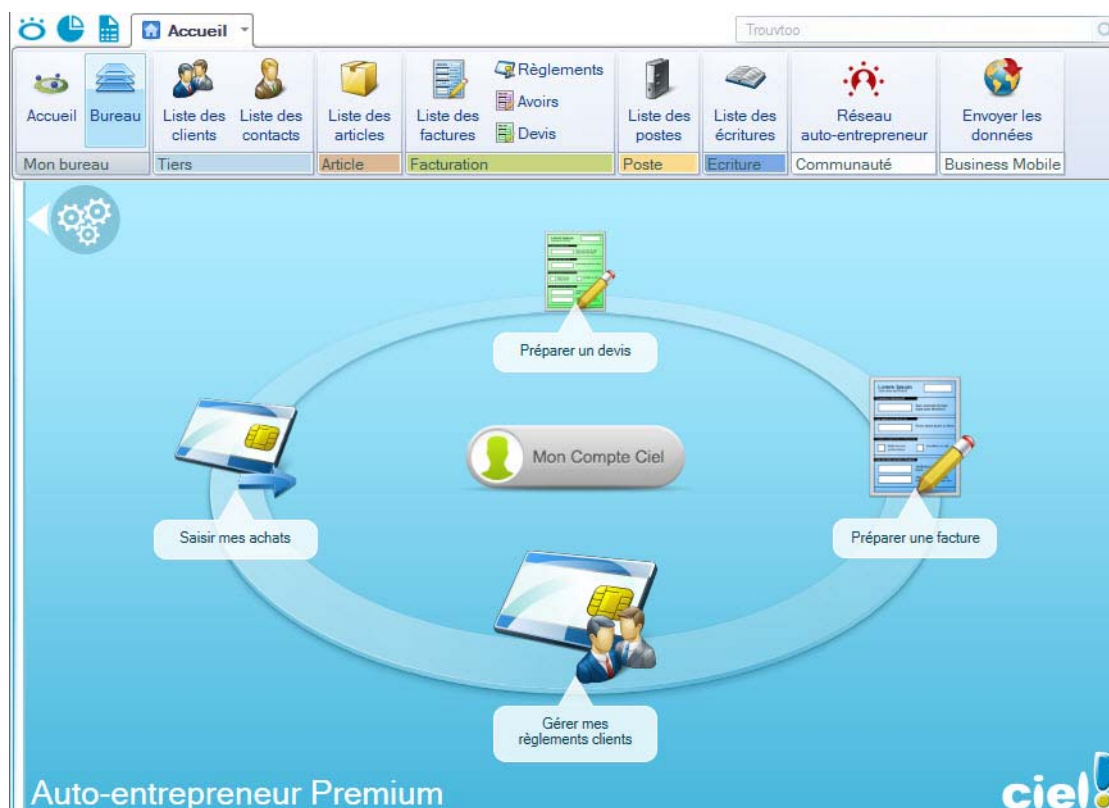 Accueil
Trouvtoo
Accueil
Bureau
Liste des
clients
Liste des
contacts
Liste des
articles
Liste des
factures
Règlements
Avoirs
Devis
Liste des
postes
Liste des
écritures
Réseau
auto-entrepreneur
Envoyer les
données
Mon bureau
Tiers
Article
Facturation
Poste
Ecriture
Communauté
Business Mobile
Préparer un devis
Lorem Ipsum
Mon Compte Ciel
Saisir mes achats
Préparer une facture
Gérer mes
règlements clients
Auto-entrepreneur Premium
ciel!